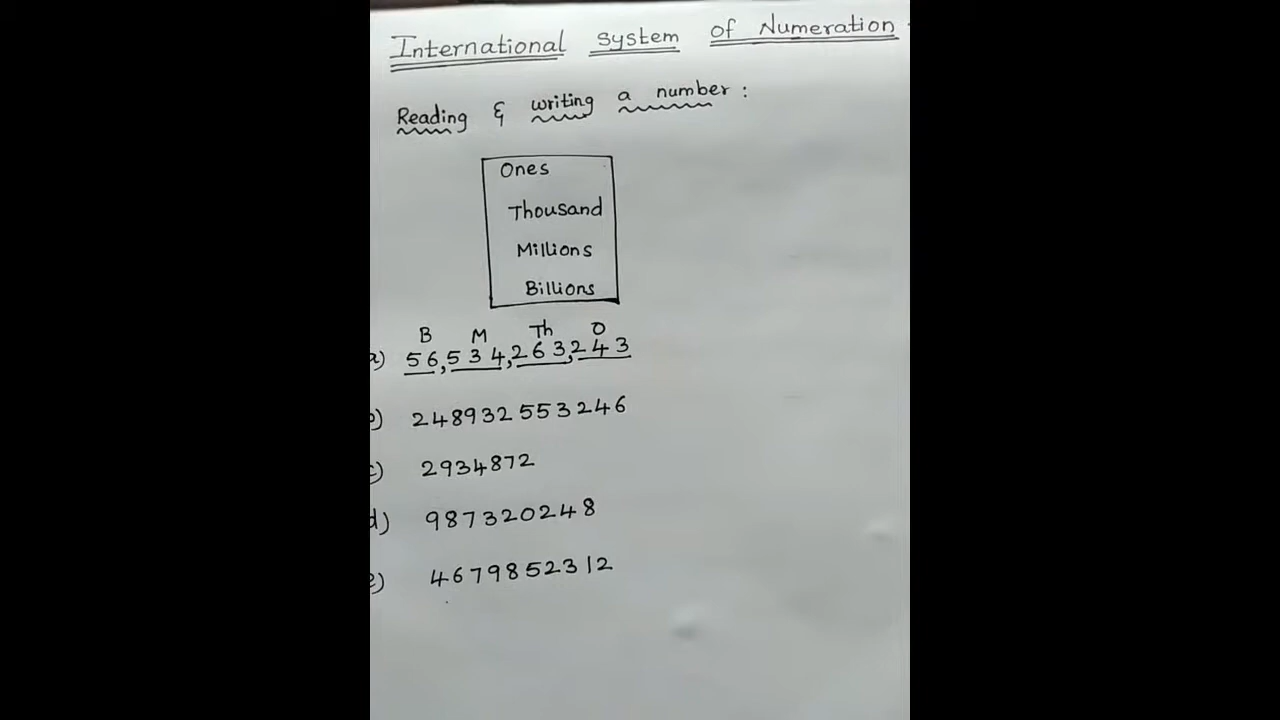 International system of Numeration
Reading & writing a number :
Ones
Thousand
Millions
Billions
B M Th O
a) 56,534,263,243
b) 248932553246
c) 2934872
d) 987320248
e) 4679852312